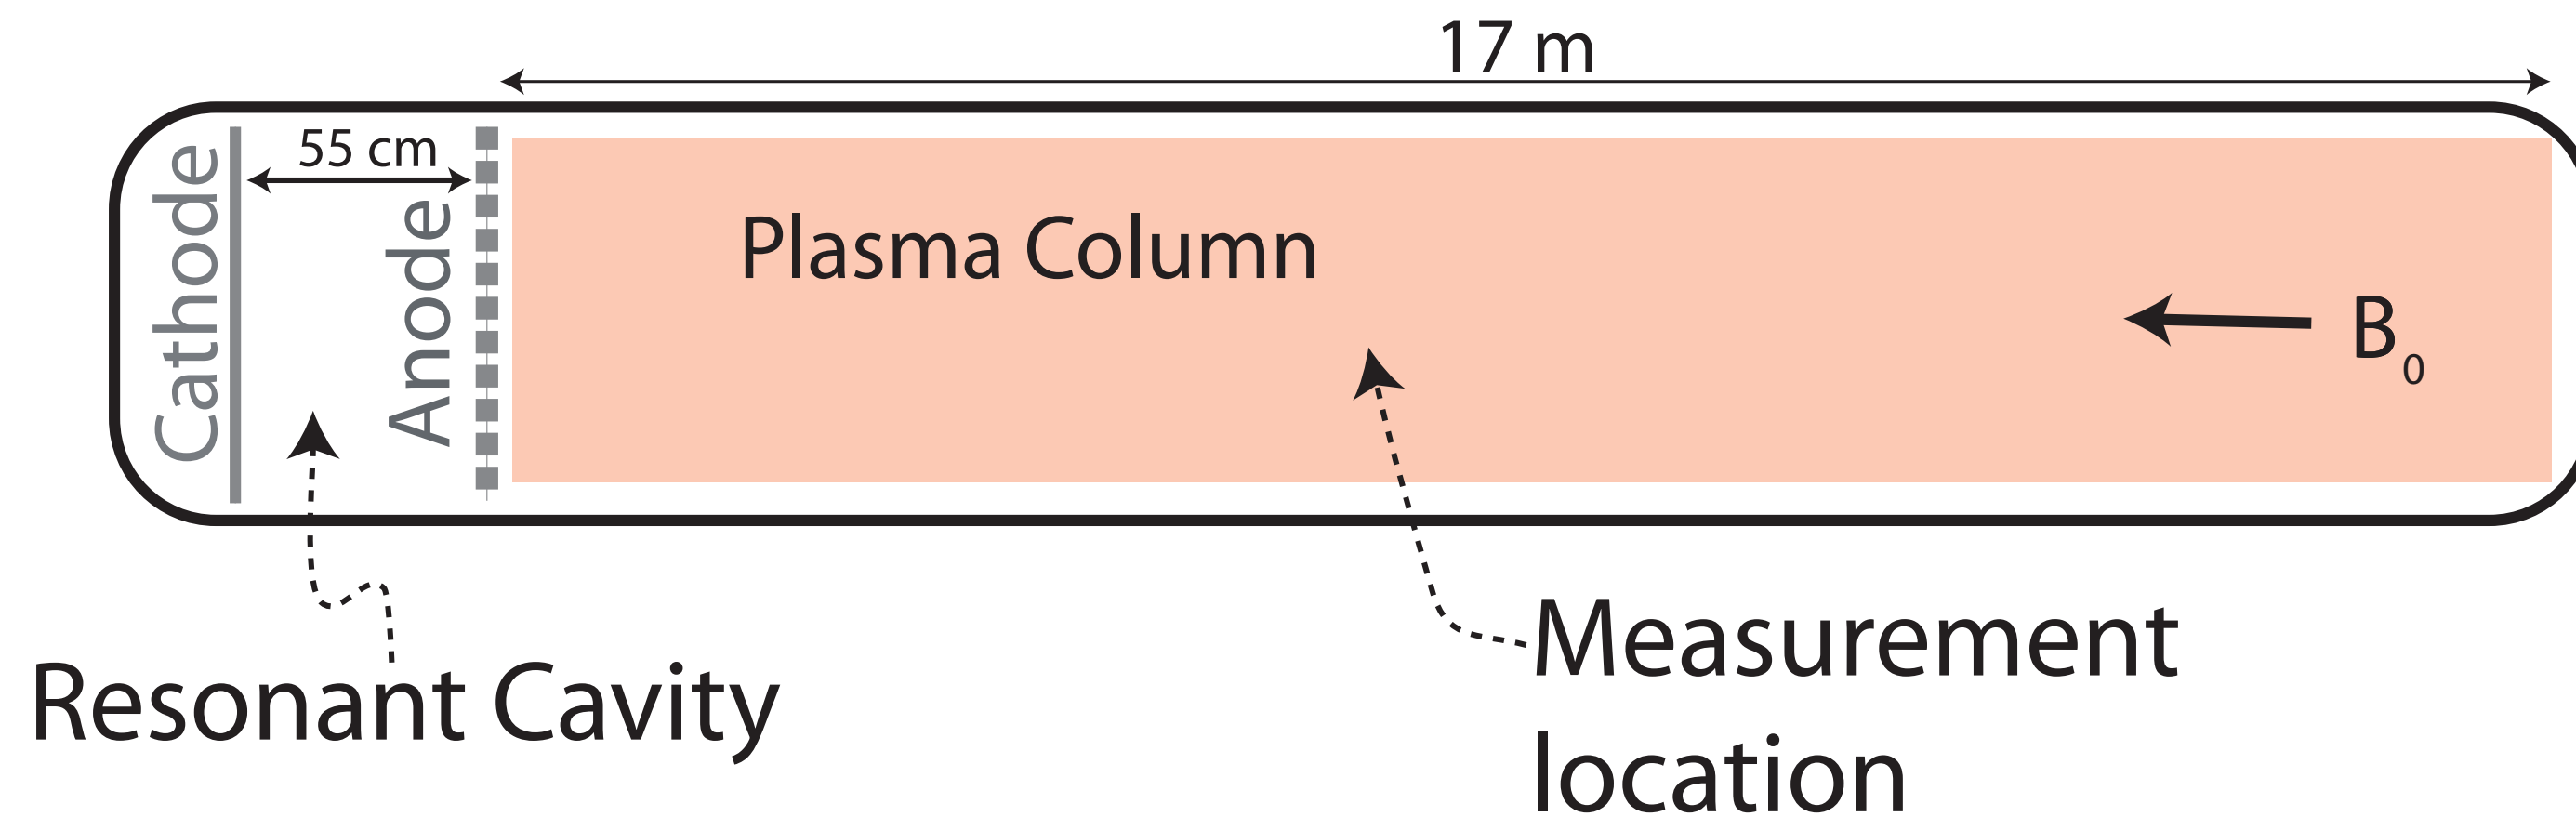 17 m
55 cm
Cathode
Anode
Plasma Column
B0
Resonant Cavity
Measurement
location